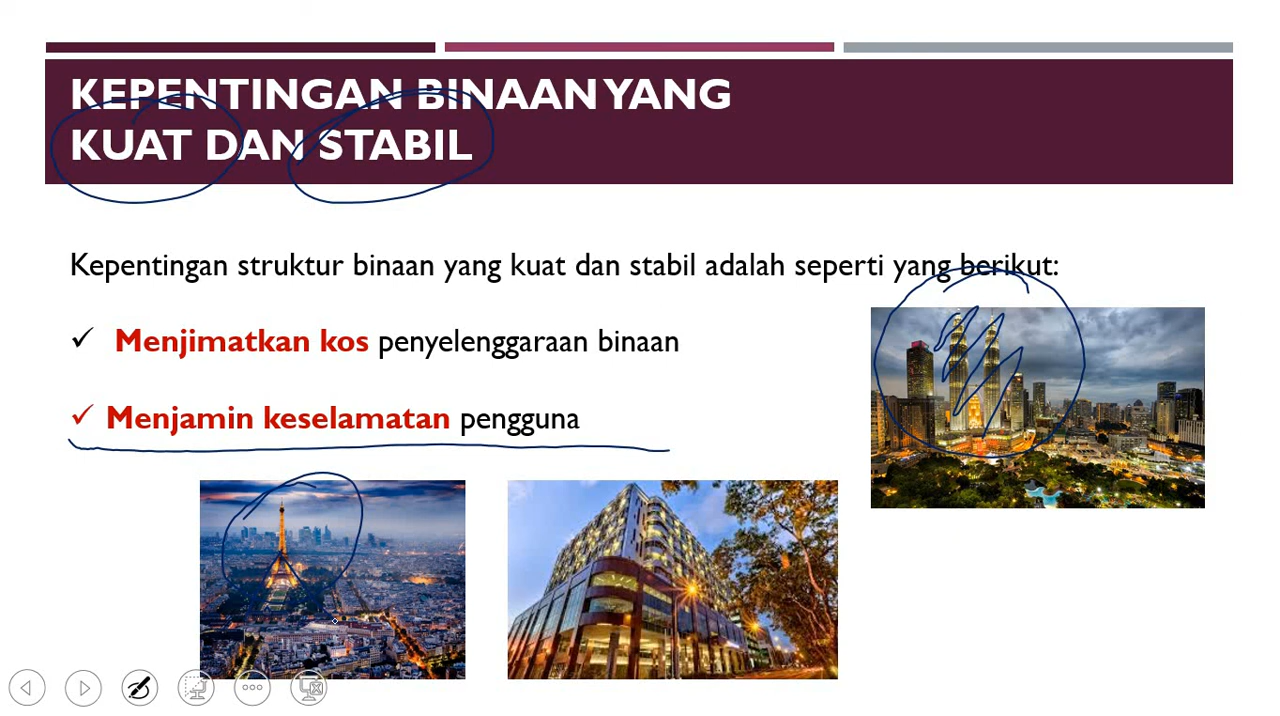 KEPENTINGAN BINAAN YANG
KUAT DAN STABIL
Kepentingan struktur binaan yang kuat dan stabil adalah seperti yang berikut:
✓ Menjimatkan kos penyelenggaraan binaan
✓ Menjamin keselamatan pengguna